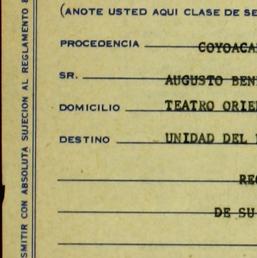 (ANOTE USTED AQUI CLASE DE SE
PROCEDENCIA COYOACA
SR. AUGUSTO BEN
DOMICILIO TEATRO ORIE
DESTINO UNIDAD DEL
RE
DE SU
SMITIR CON ABSOLUTA SUJECION AL REGLAMENTO